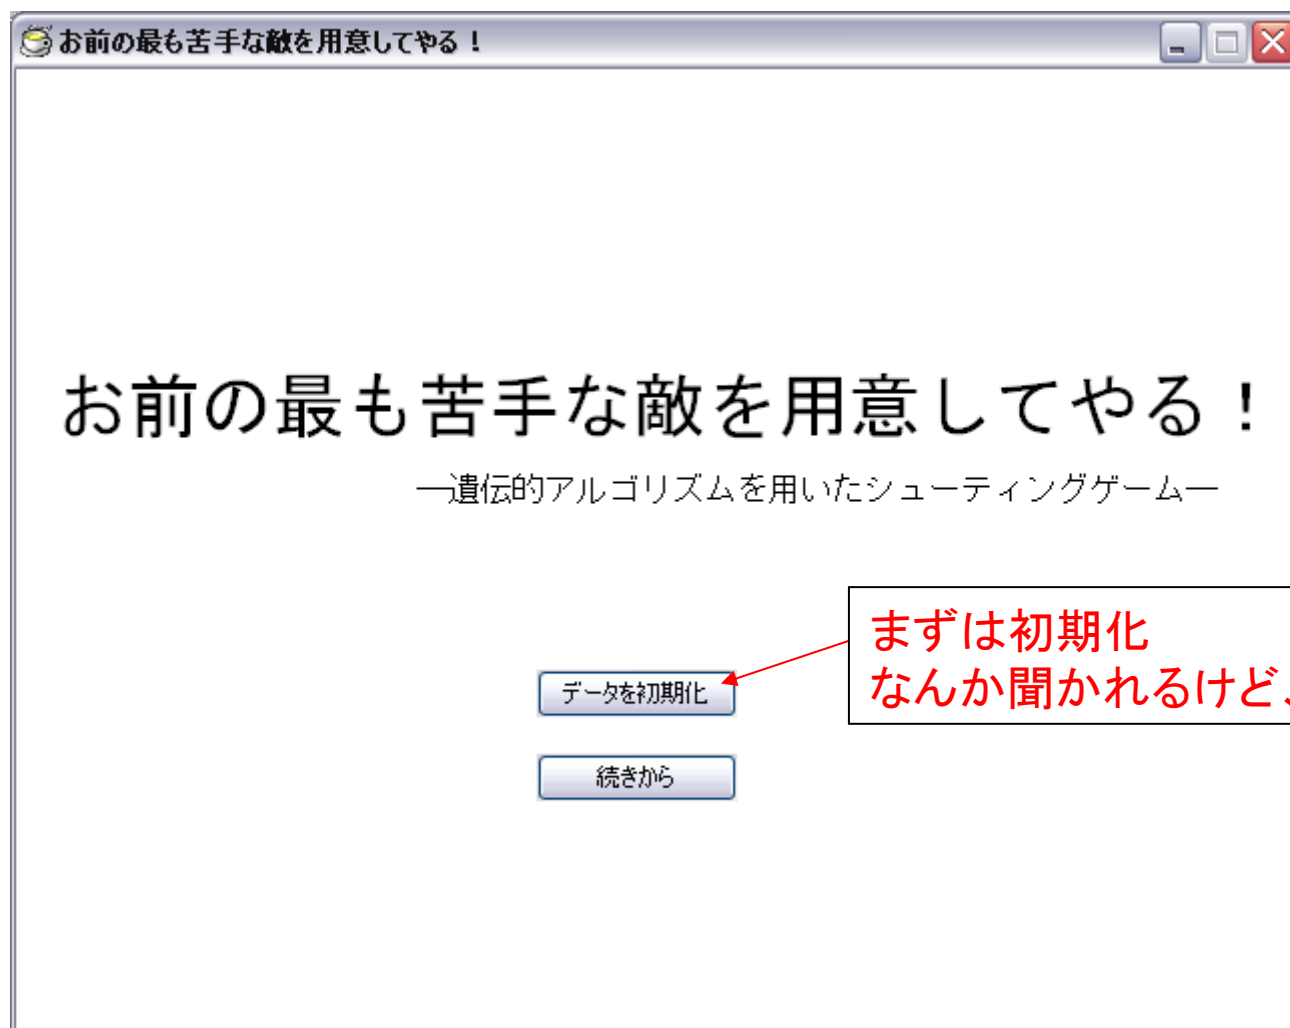 お前の最も苦手な敵を用意してやる！
お前の最も苦手な敵を用意してやる！
―遺伝的アルゴリズムを用いたシューティングゲーム―
まずは初期化
なんか聞かれるけど、
データを初期化
続きから